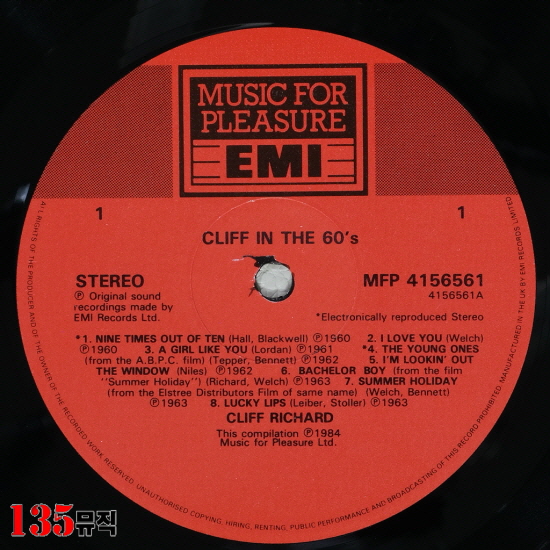 MUSIC FOR
PLEASURE
EMI
1
1
CLIFF IN THE 60's
STEREO
MFP 4156561
4156561A
℗ Original sound
recordings made by
EMI Records Ltd.
*Electronically reproduced Stereo
*1. NINE TIMES OUT OF TEN (Hall, Blackwell) ℗1960 2. I LOVE YOU (Welch)
℗1960 3. A GIRL LIKE YOU (Lordan) ℗1961 *4. THE YOUNG ONES
(from the A.B.P.C. film) (Tepper, Bennett) ℗1962 5. I'M LOOKIN' OUT
THE WINDOW (Niles) ℗1962 6. BACHELOR BOY (from the film
"Summer Holiday") (Richard, Welch) ℗1963 7. SUMMER HOLIDAY
(from the Elstree Distributors Film of same name) (Welch, Bennett)
℗1963 8. LUCKY LIPS (Leiber, Stoller) ℗1963
CLIFF RICHARD
This compilation ℗1984
Music for Pleasure Ltd.
ALL RIGHTS OF THE PRODUCER AND OF THE OWNER OF THE RECORDED WORK RESERVED. UNAUTHORISED COPYING, HIRING, RENTING, PUBLIC PERFORMANCE AND BROADCASTING OF THIS RECORD PROHIBITED. MANUFACTURED IN THE UK BY EMI RECORDS LIMITED
135뮤직